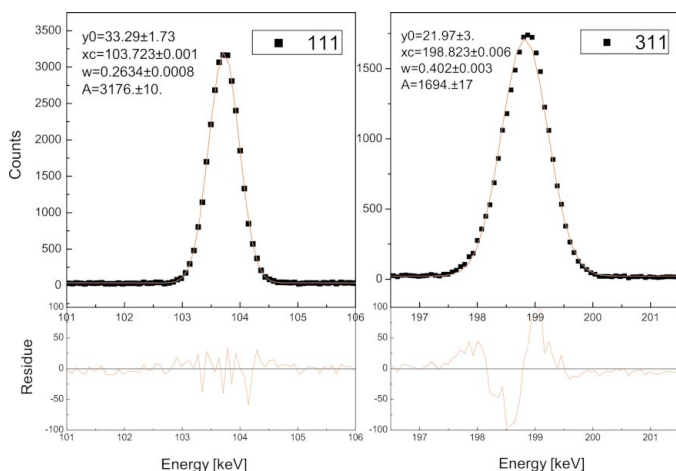 y0=33.29±1.73
xc=103.723±0.001
w=0.2634±0.0008
A=3176.±10.
111
3500
3000
2500
2000
1500
1000
500
0
Counts
101 102 103 104 105 106
100
50
0
-50
-100
Residue
101 102 103 104 105 106
Energy [keV]
y0=21.97±3.
xc=198.823±0.006
w=0.402±0.003
A=1694.±17
311
1500
1000
500
0
197 198 199 200 201
100
50
0
-50
-100
197 198 199 200 201
Energy [keV]